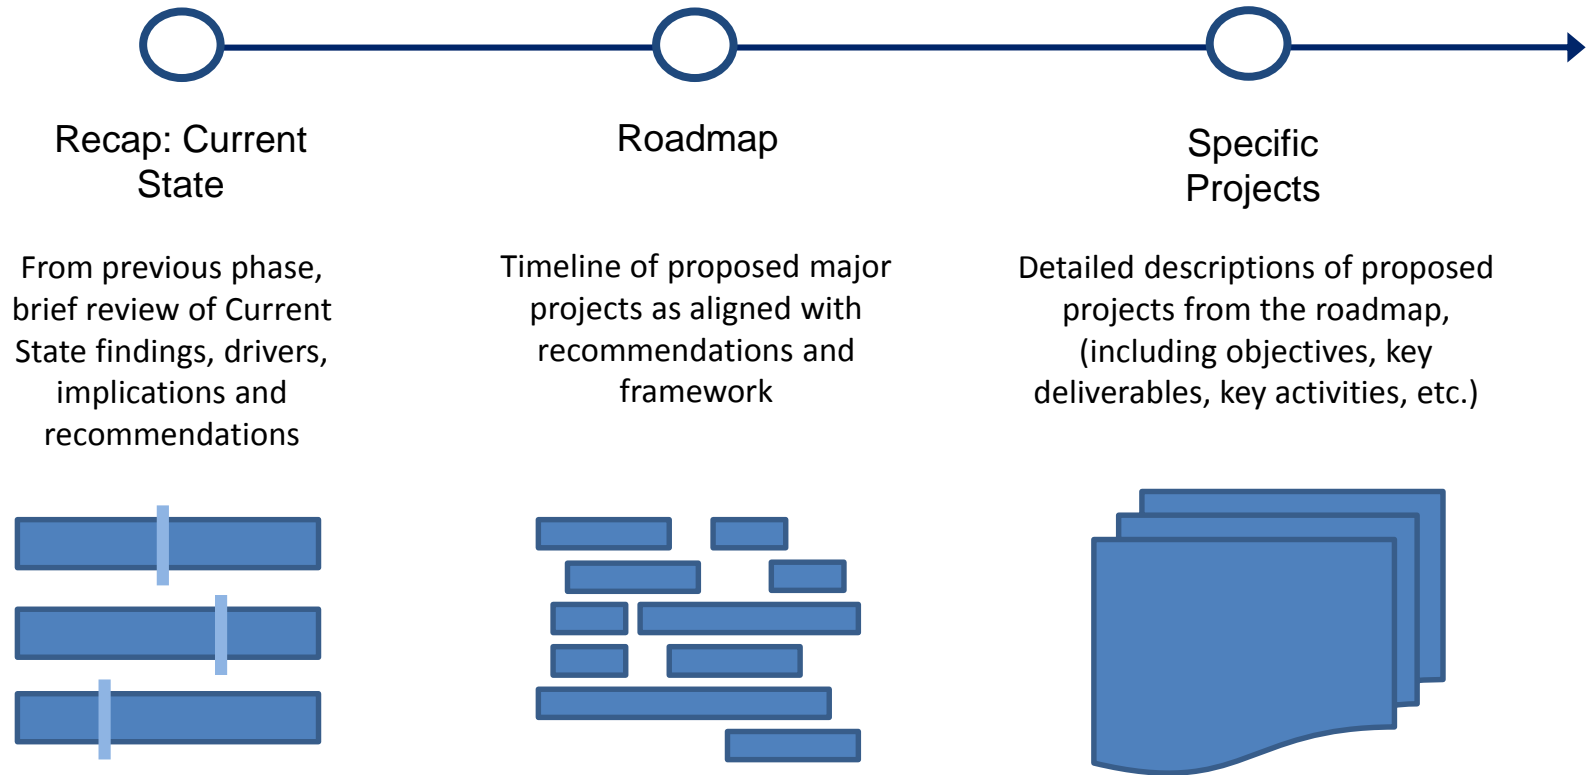 Recap: Current
State
From previous phase,
brief review of Current
State findings, drivers,
implications and
recommendations
Roadmap
Timeline of proposed major
projects as aligned with
recommendations and
framework
Specific
Projects
Detailed descriptions of proposed
projects from the roadmap,
(including objectives, key
deliverables, key activities, etc.)